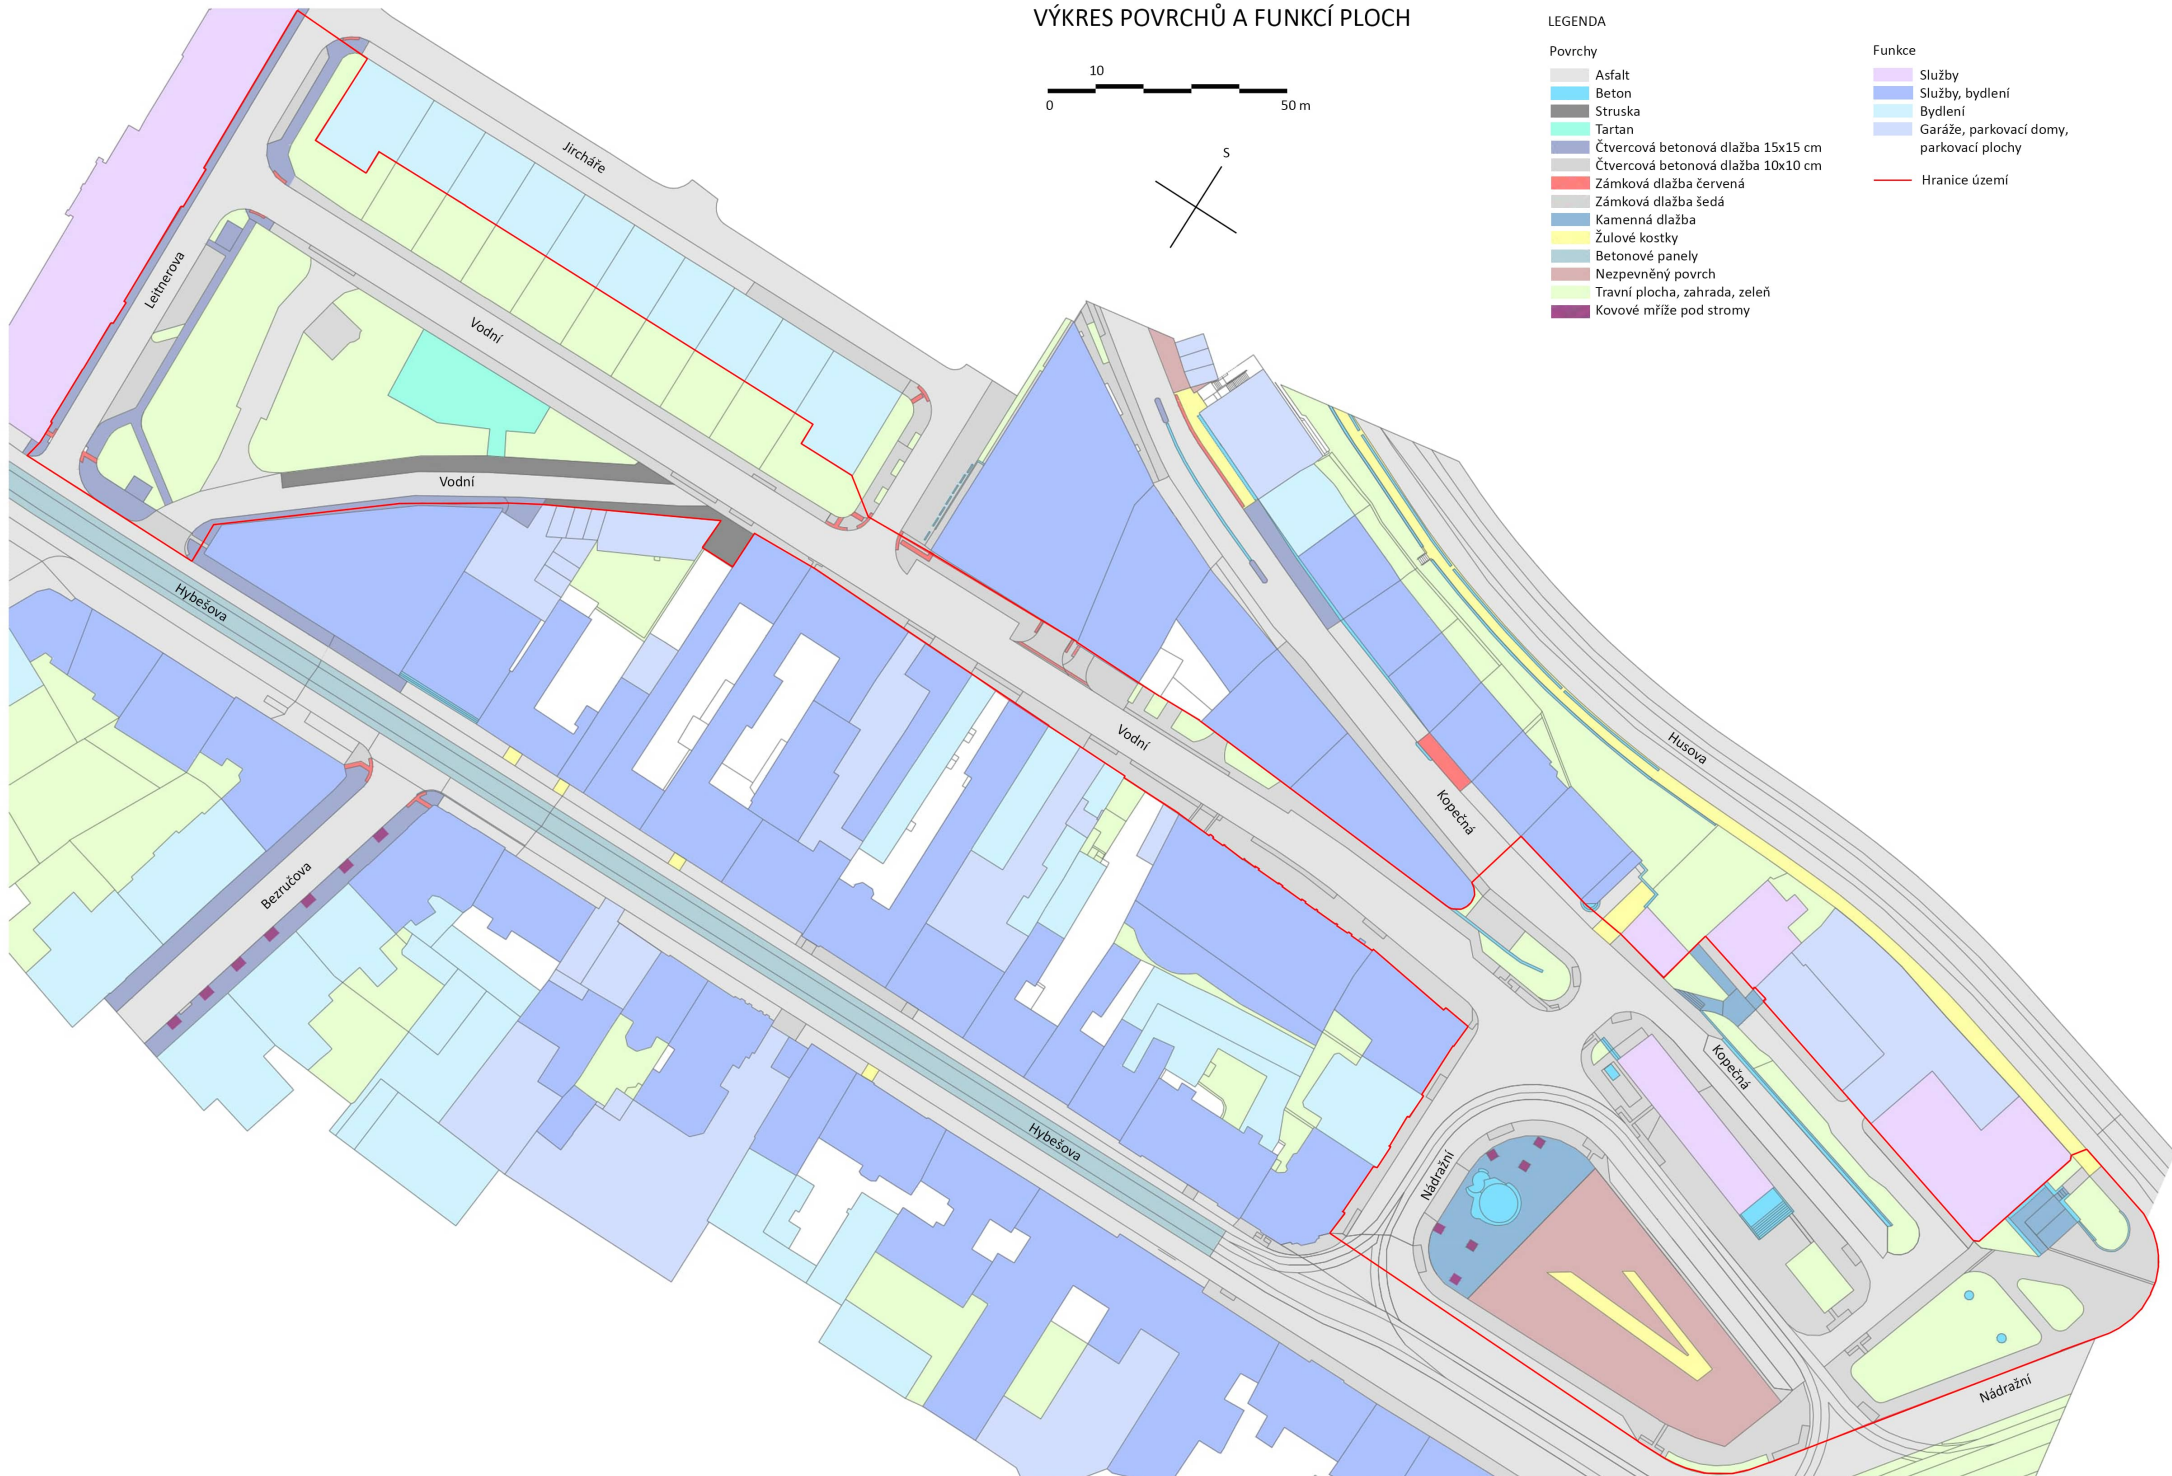 VÝKRES POVRCHŮ A FUNKCÍ PLOCH
10
0
50 m
S
LEGENDA
Povrchy
Asfalt
Beton
Struska
Tartan
Čtvercová betonová dlažba 15x15 cm
Čtvercová betonová dlažba 10x10 cm
Zámková dlažba červená
Zámková dlažba šedá
Kamenná dlažba
Žulové kostky
Betonové panely
Nezpevněný povrch
Travní plocha, zahrada, zeleň
Kovové mříže pod stromy
Funkce
Služby
Služby, bydlení
Bydlení
Garáže, parkovací domy,
parkovací plochy
Hranice území
Jircháře
Leitnerova
Vodní
Vodní
Hybešova
Vodní
Husova
Kopečná
Bezručova
Kopečná
Hybešova
Nádražní
Nádražní